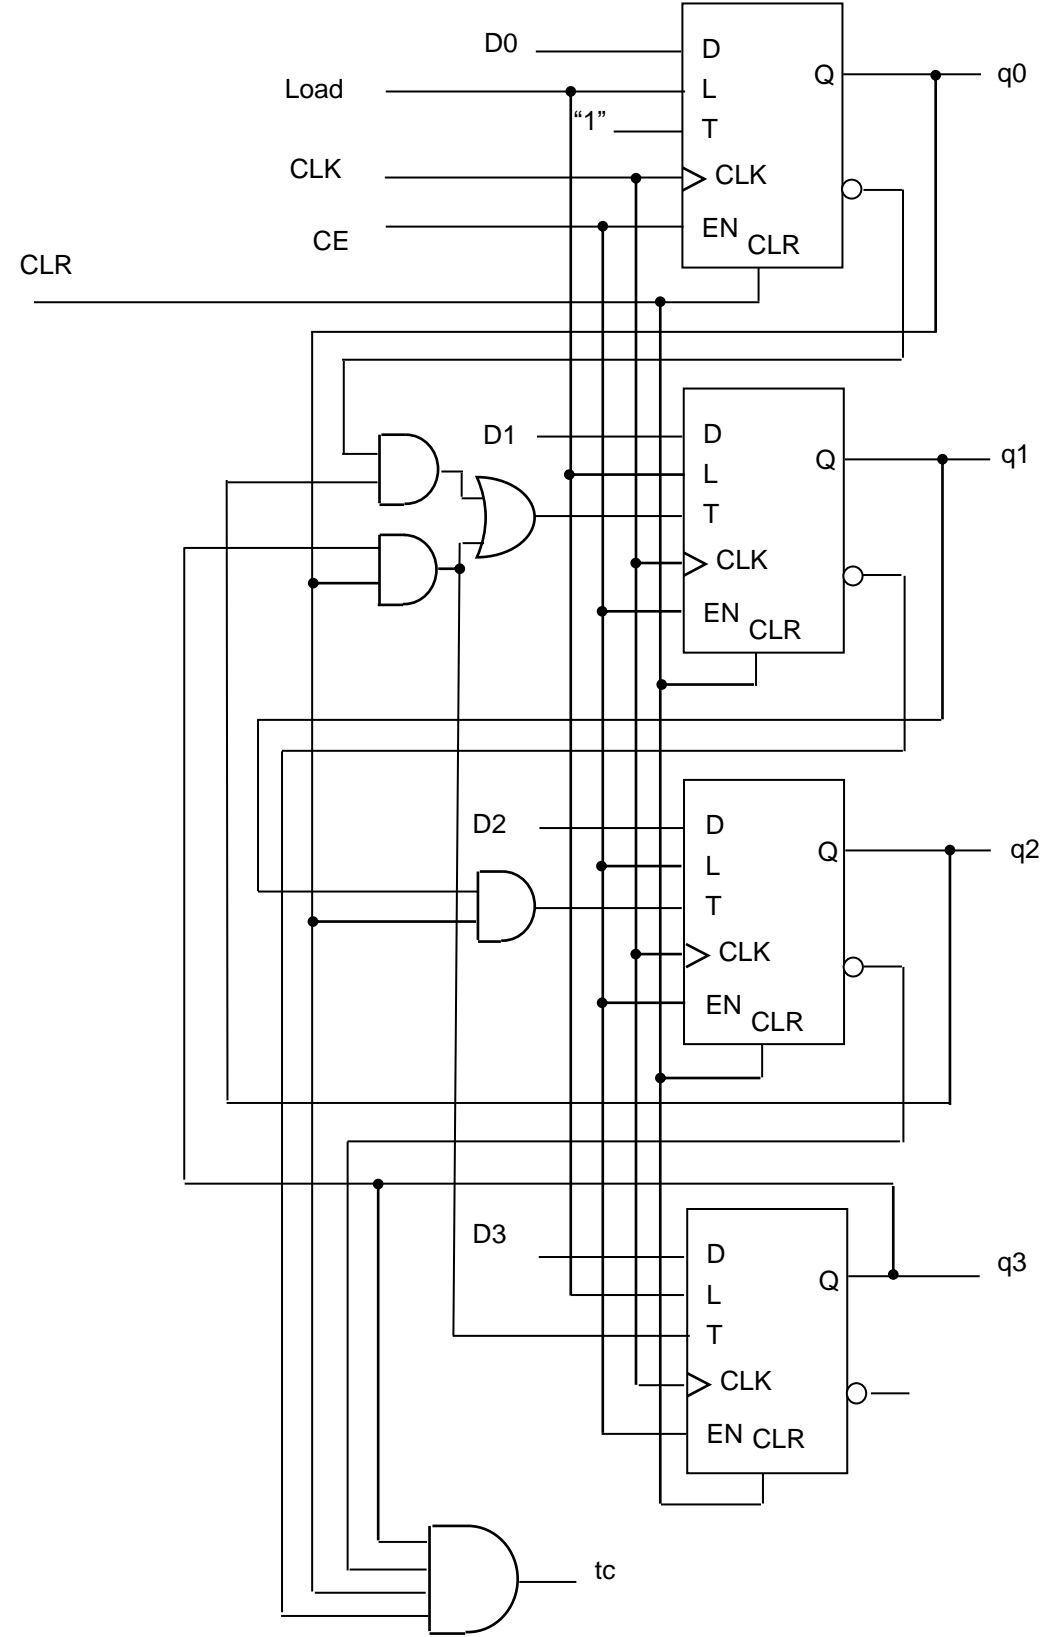 D0
D
Q
q0
Load
L
“1”
T
CLK
CLK
CE
EN
CLR
CLR
D1
D
Q
q1
L
T
CLK
EN
CLR
D2
D
Q
q2
L
T
CLK
EN
CLR
D3
D
Q
q3
L
T
CLK
EN
CLR
tc